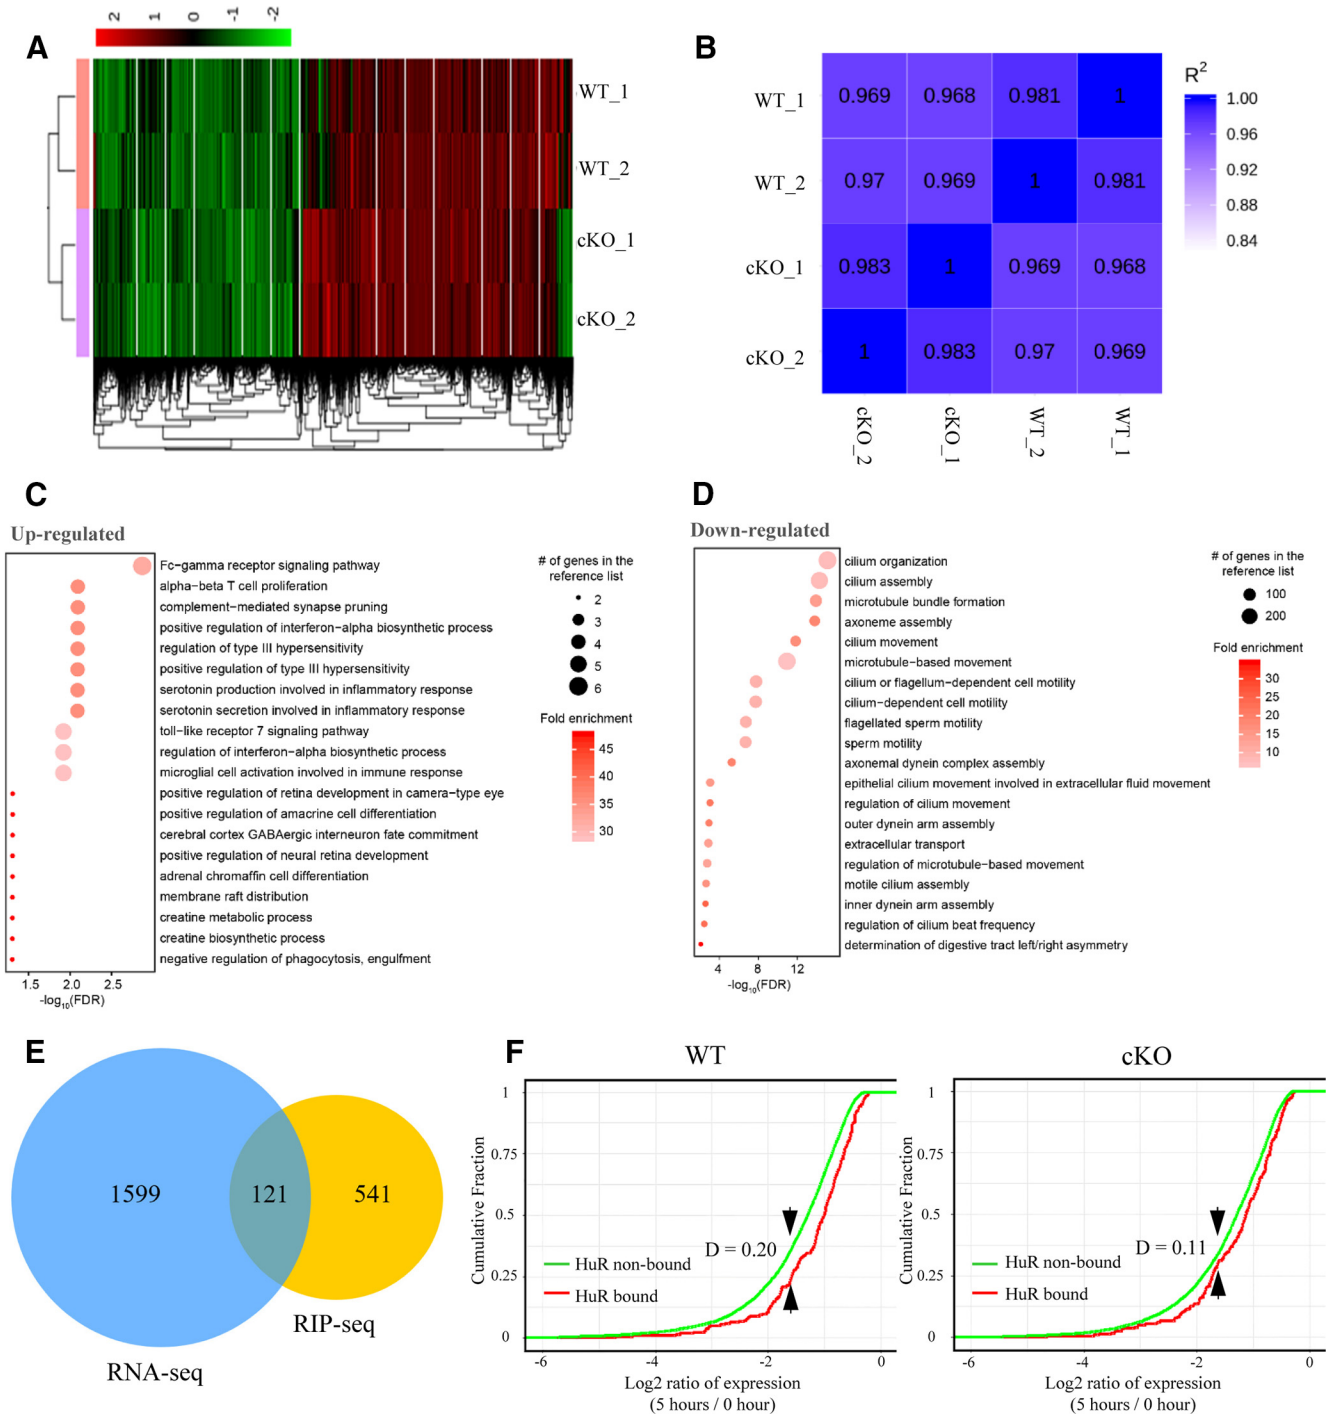 A
2 1 0 -1 -2
WT_1
WT_2
cKO_1
cKO_2
B
WT_1 0.969 0.968 0.981 1
WT_2 0.97 0.969 1 0.981
cKO_1 0.983 1 0.969 0.968
cKO_2 1 0.983 0.97 0.969
cKO_2 cKO_1 WT_2 WT_1
R2
1.00
0.96
0.92
0.88
0.84
C
Up-regulated
Fc-gamma receptor signaling pathway
alpha-beta T cell proliferation
complement-mediated synapse pruning
positive regulation of interferon-alpha biosynthetic process
regulation of type III hypersensitivity
positive regulation of type III hypersensitivity
serotonin production involved in inflammatory response
serotonin secretion involved in inflammatory response
toll-like receptor 7 signaling pathway
regulation of interferon-alpha biosynthetic process
microglial cell activation involved in immune response
positive regulation of retina development in camera-type eye
positive regulation of amacrine cell differentiation
cerebral cortex GABAergic interneuron fate commitment
positive regulation of neural retina development
adrenal chromaffin cell differentiation
membrane raft distribution
creatine metabolic process
creatine biosynthetic process
negative regulation of phagocytosis, engulfment
1.5 2.0 2.5
-log10(FDR)
# of genes in the
reference list
2
3
4
5
6
Fold enrichment
45
40
35
30
D
Down-regulated
cilium organization
cilium assembly
microtubule bundle formation
axoneme assembly
cilium movement
microtubule-based movement
cilium or flagellum-dependent cell motility
cilium-dependent cell motility
flagellated sperm motility
sperm motility
axonemal dynein complex assembly
epithelial cilium movement involved in extracellular fluid movement
regulation of cilium movement
outer dynein arm assembly
extracellular transport
regulation of microtubule-based movement
motile cilium assembly
inner dynein arm assembly
regulation of cilium beat frequency
determination of digestive tract left/right asymmetry
4 8 12
-log10(FDR)
# of genes in the
reference list
100
200
Fold enrichment
30
25
20
15
10
E
1599 121 541
RIP-seq
RNA-seq
F
WT
Cumulative Fraction
1
0.75
0.5
0.25
0
D = 0.20
HuR non-bound
HuR bound
-6 -4 -2 0
Log2 ratio of expression
(5 hours / 0 hour)
cKO
Cumulative Fraction
1
0.75
0.5
0.25
0
D = 0.11
HuR non-bound
HuR bound
-6 -4 -2 0
Log2 ratio of expression
(5 hours / 0 hour)